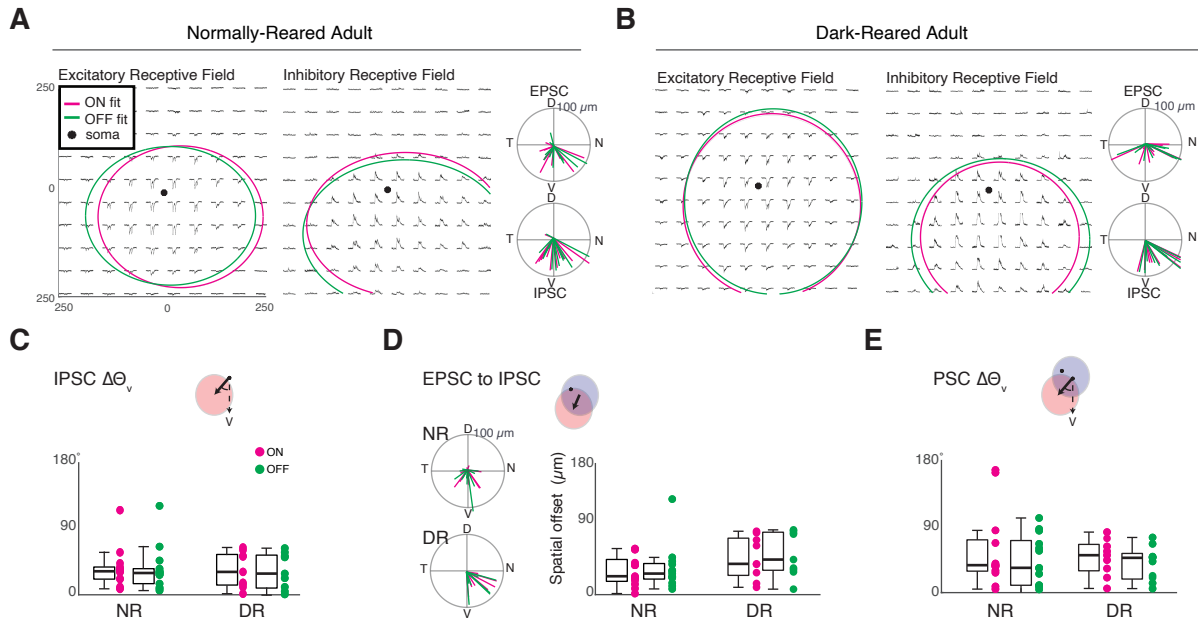 A
Normally-Reared Adult
Excitatory Receptive Field
Inhibitory Receptive Field
250
ON fit
OFF fit
soma
0
250
250
0
250
EPSC
D
100 µm
T
N
V
D
T
N
V
IPSC
B
Dark-Reared Adult
Excitatory Receptive Field
Inhibitory Receptive Field
EPSC
D
100 µm
T
N
V
D
T
N
V
IPSC
C
IPSC ΔΘv
V
ON
OFF
180°
90
0
NR
DR
D
EPSC to IPSC
NR
D
100 µm
T
N
V
DR
D
T
N
V
Spatial offset (µm)
180
90
0
NR
DR
E
PSC ΔΘv
V
180°
90
0
NR
DR